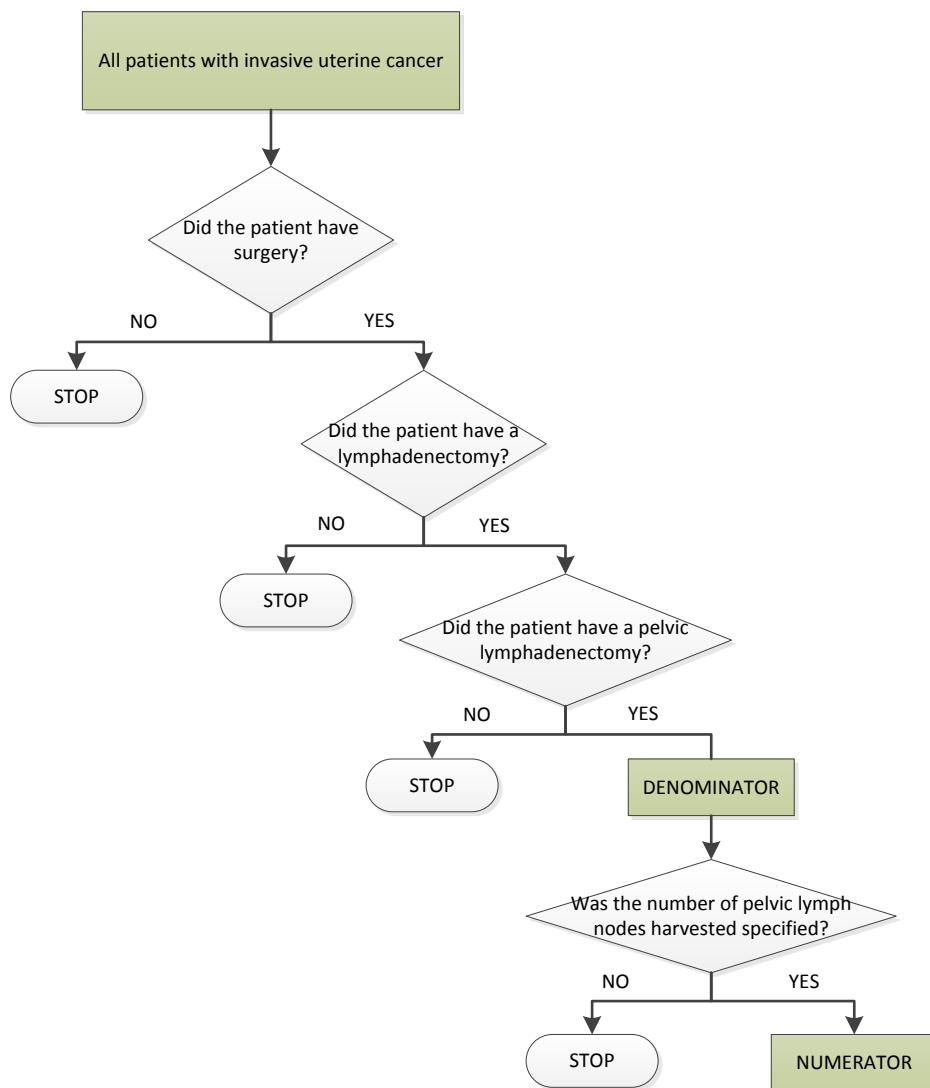 All patients with invasive uterine cancer
Did the patient have
surgery?
NO
YES
STOP
Did the patient have a
lymphadenectomy?
NO
YES
STOP
Did the patient have a pelvic
lymphadenectomy?
NO
YES
STOP
DENOMINATOR
Was the number of pelvic lymph
nodes harvested specified?
NO
YES
STOP
NUMERATOR